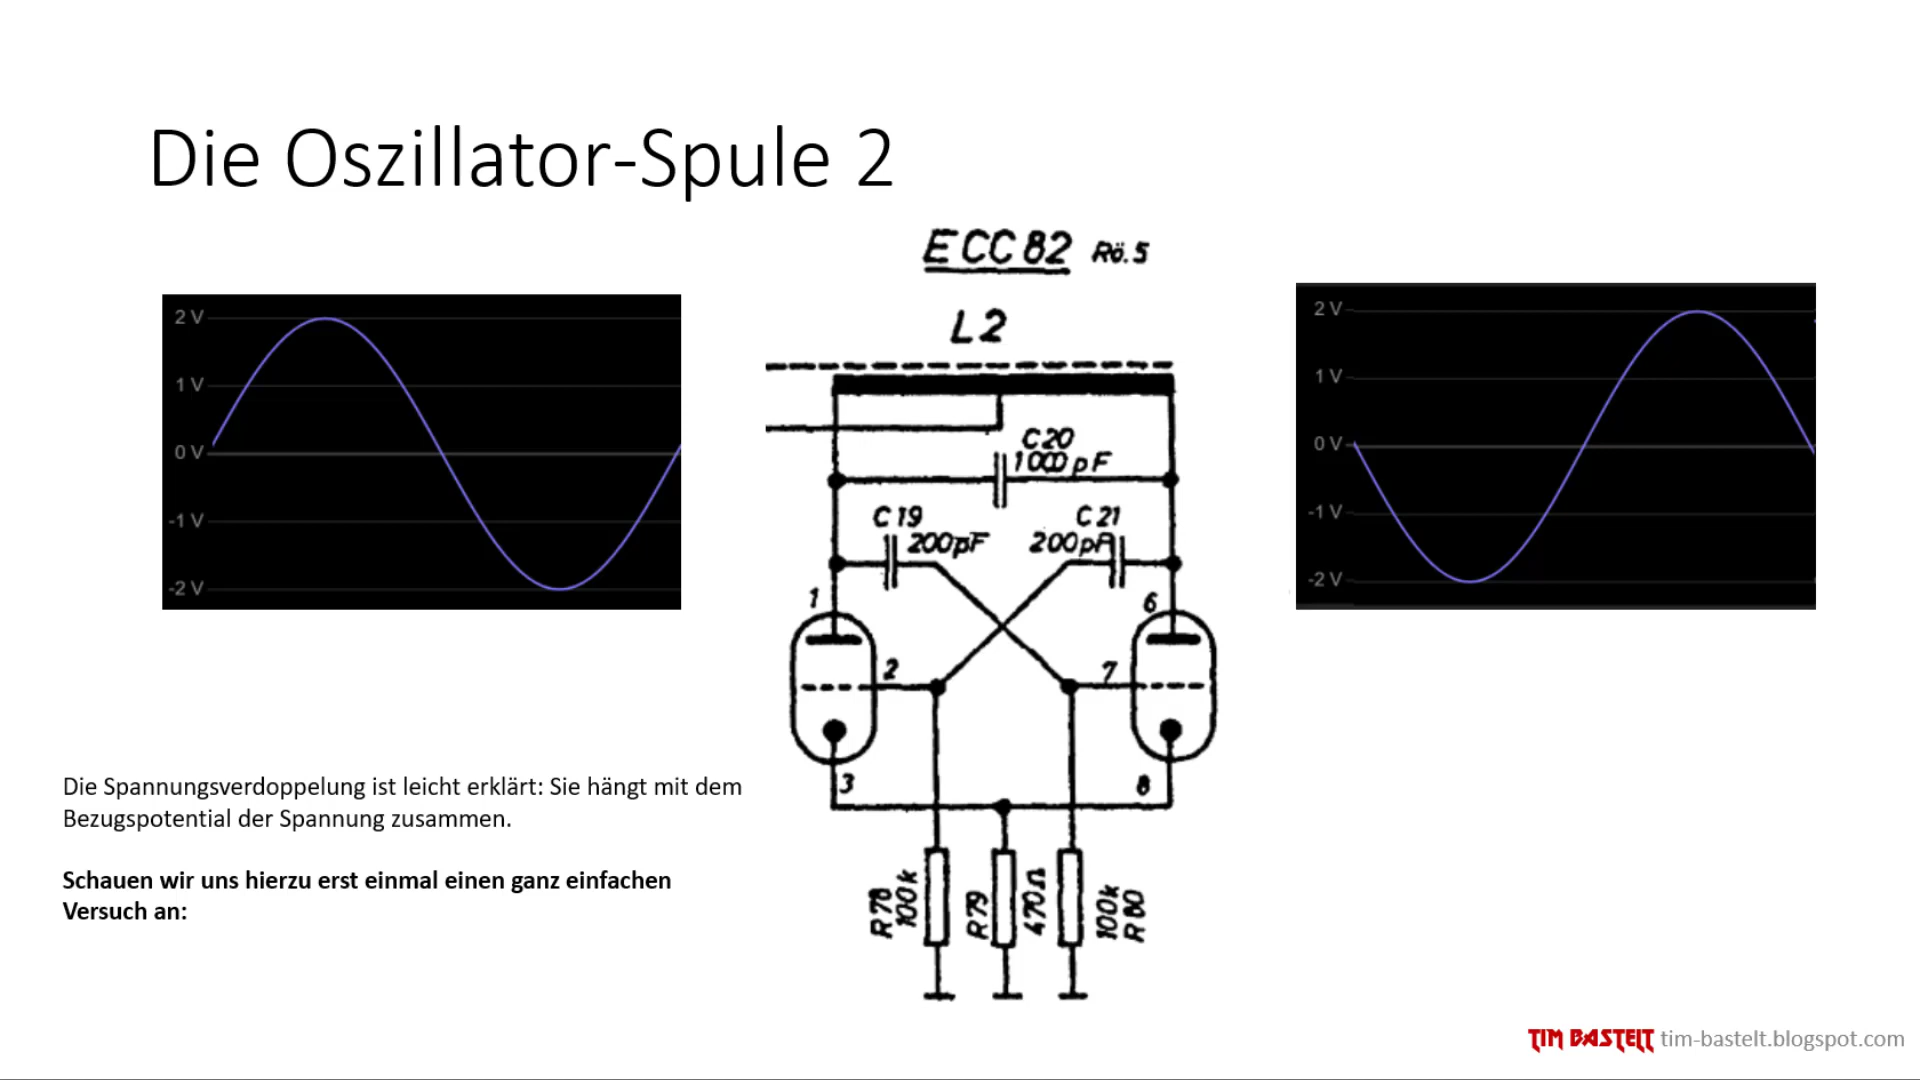 Die Oszillator-Spule 2
ECC 82 Rö. 5
L2
2 V
1 V
0 V
-1 V
-2 V
C20
1000 pF
C19
200pF
C21
200pF
1
2
3
6
7
8
R78
100k
R79
470Ω
100k
R80
2 V
1 V
0 V
-1 V
-2 V
Die Spannungsverdoppelung ist leicht erklärt: Sie hängt mit dem
Bezugspotential der Spannung zusammen.
Schauen wir uns hierzu erst einmal einen ganz einfachen
Versuch an:
TIM BASTELT tim-bastelt.blogspot.com